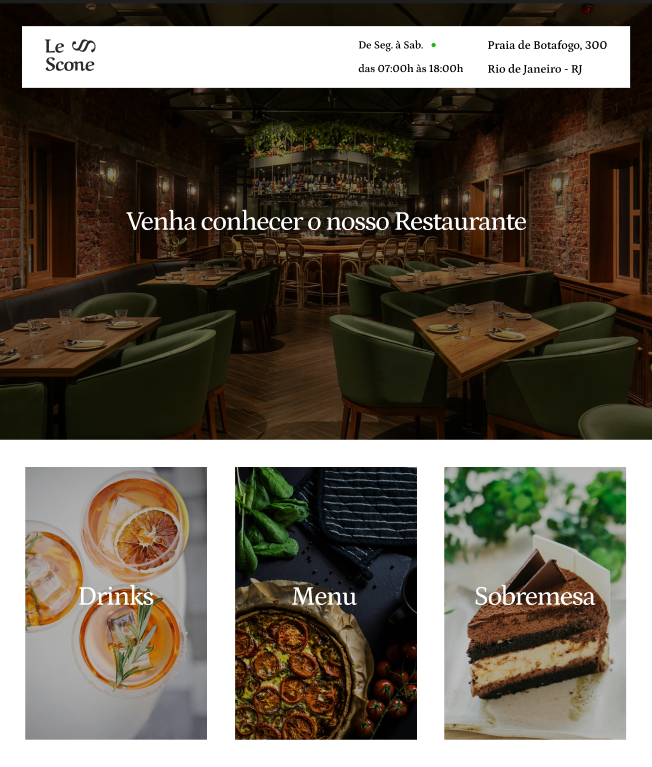 Le
Scone
De Seg. à Sab.
das 07:00h às 18:00h
Praia de Botafogo, 300
Rio de Janeiro - RJ
Venha conhecer o nosso Restaurante
Drinks
Menu
Sobremesa